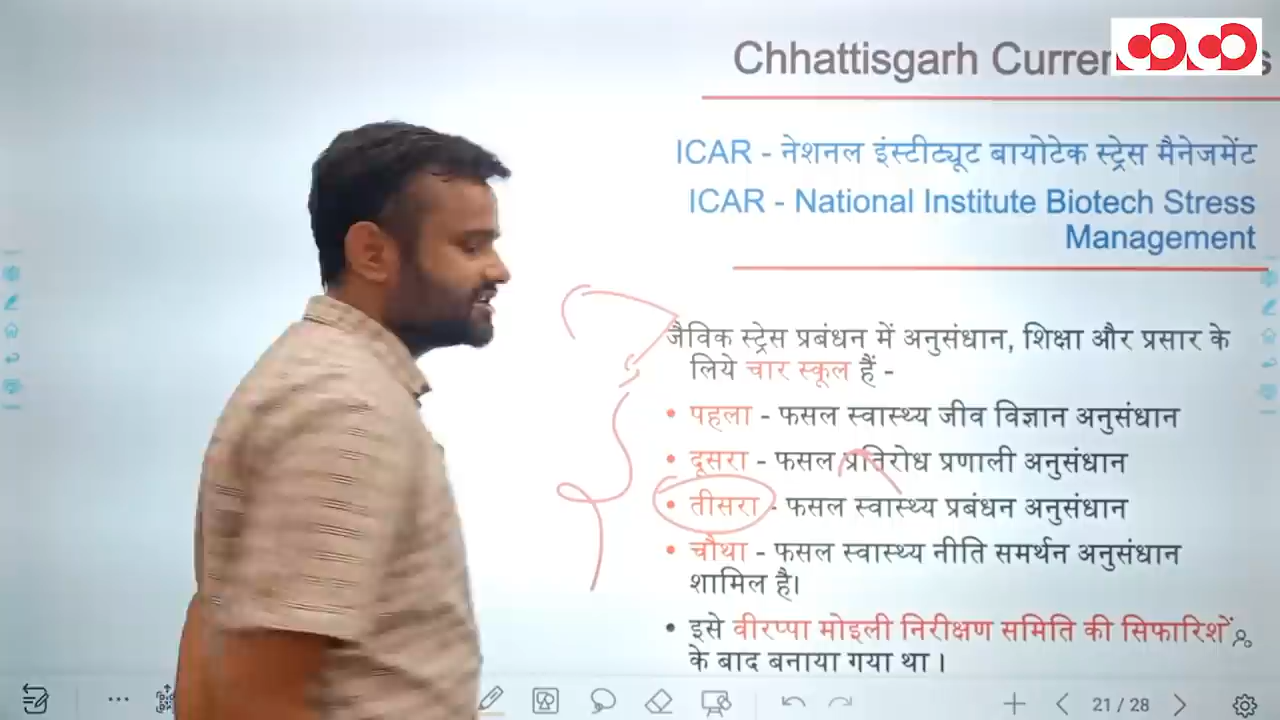 Chhattisgarh Curren
s
ICAR - नेशनल इंस्टीट्यूट बायोटेक स्ट्रेस मैनेजमेंट
ICAR - National Institute Biotech Stress
Management
जैविक स्ट्रेस प्रबंधन में अनुसंधान, शिक्षा और प्रसार के
लिये चार स्कूल हैं -
• पहला - फसल स्वास्थ्य जीव विज्ञान अनुसंधान
• दूसरा - फसल प्रतिरोध प्रणाली अनुसंधान
• तीसरा - फसल स्वास्थ्य प्रबंधन अनुसंधान
• चौथा - फसल स्वास्थ्य नीति समर्थन अनुसंधान
शामिल है।
• इसे वीरप्पा मोइली निरीक्षण समिति की सिफारिशों
के बाद बनाया गया था ।
21 / 28